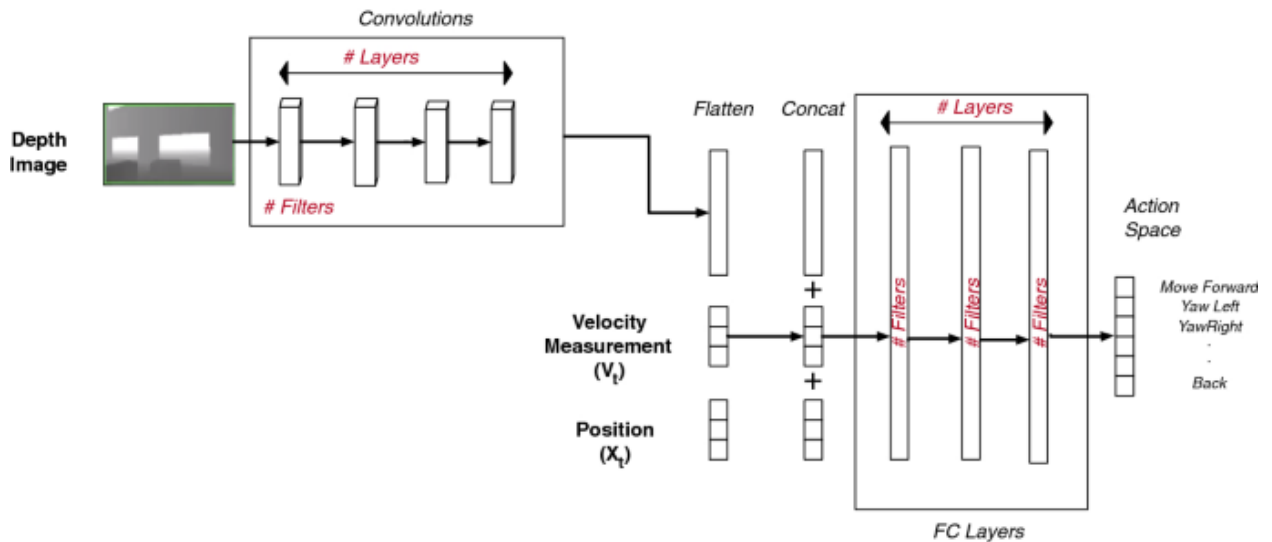 Convolutions
# Layers
Depth
Image
# Filters
Flatten
Concat
# Layers
# Filters
# Filters
# Filters
Velocity
Measurement
(Vt)
+
+
Position
(Xt)
Action
Space
Move Forward
Yaw Left
YawRight
.
.
Back
FC Layers